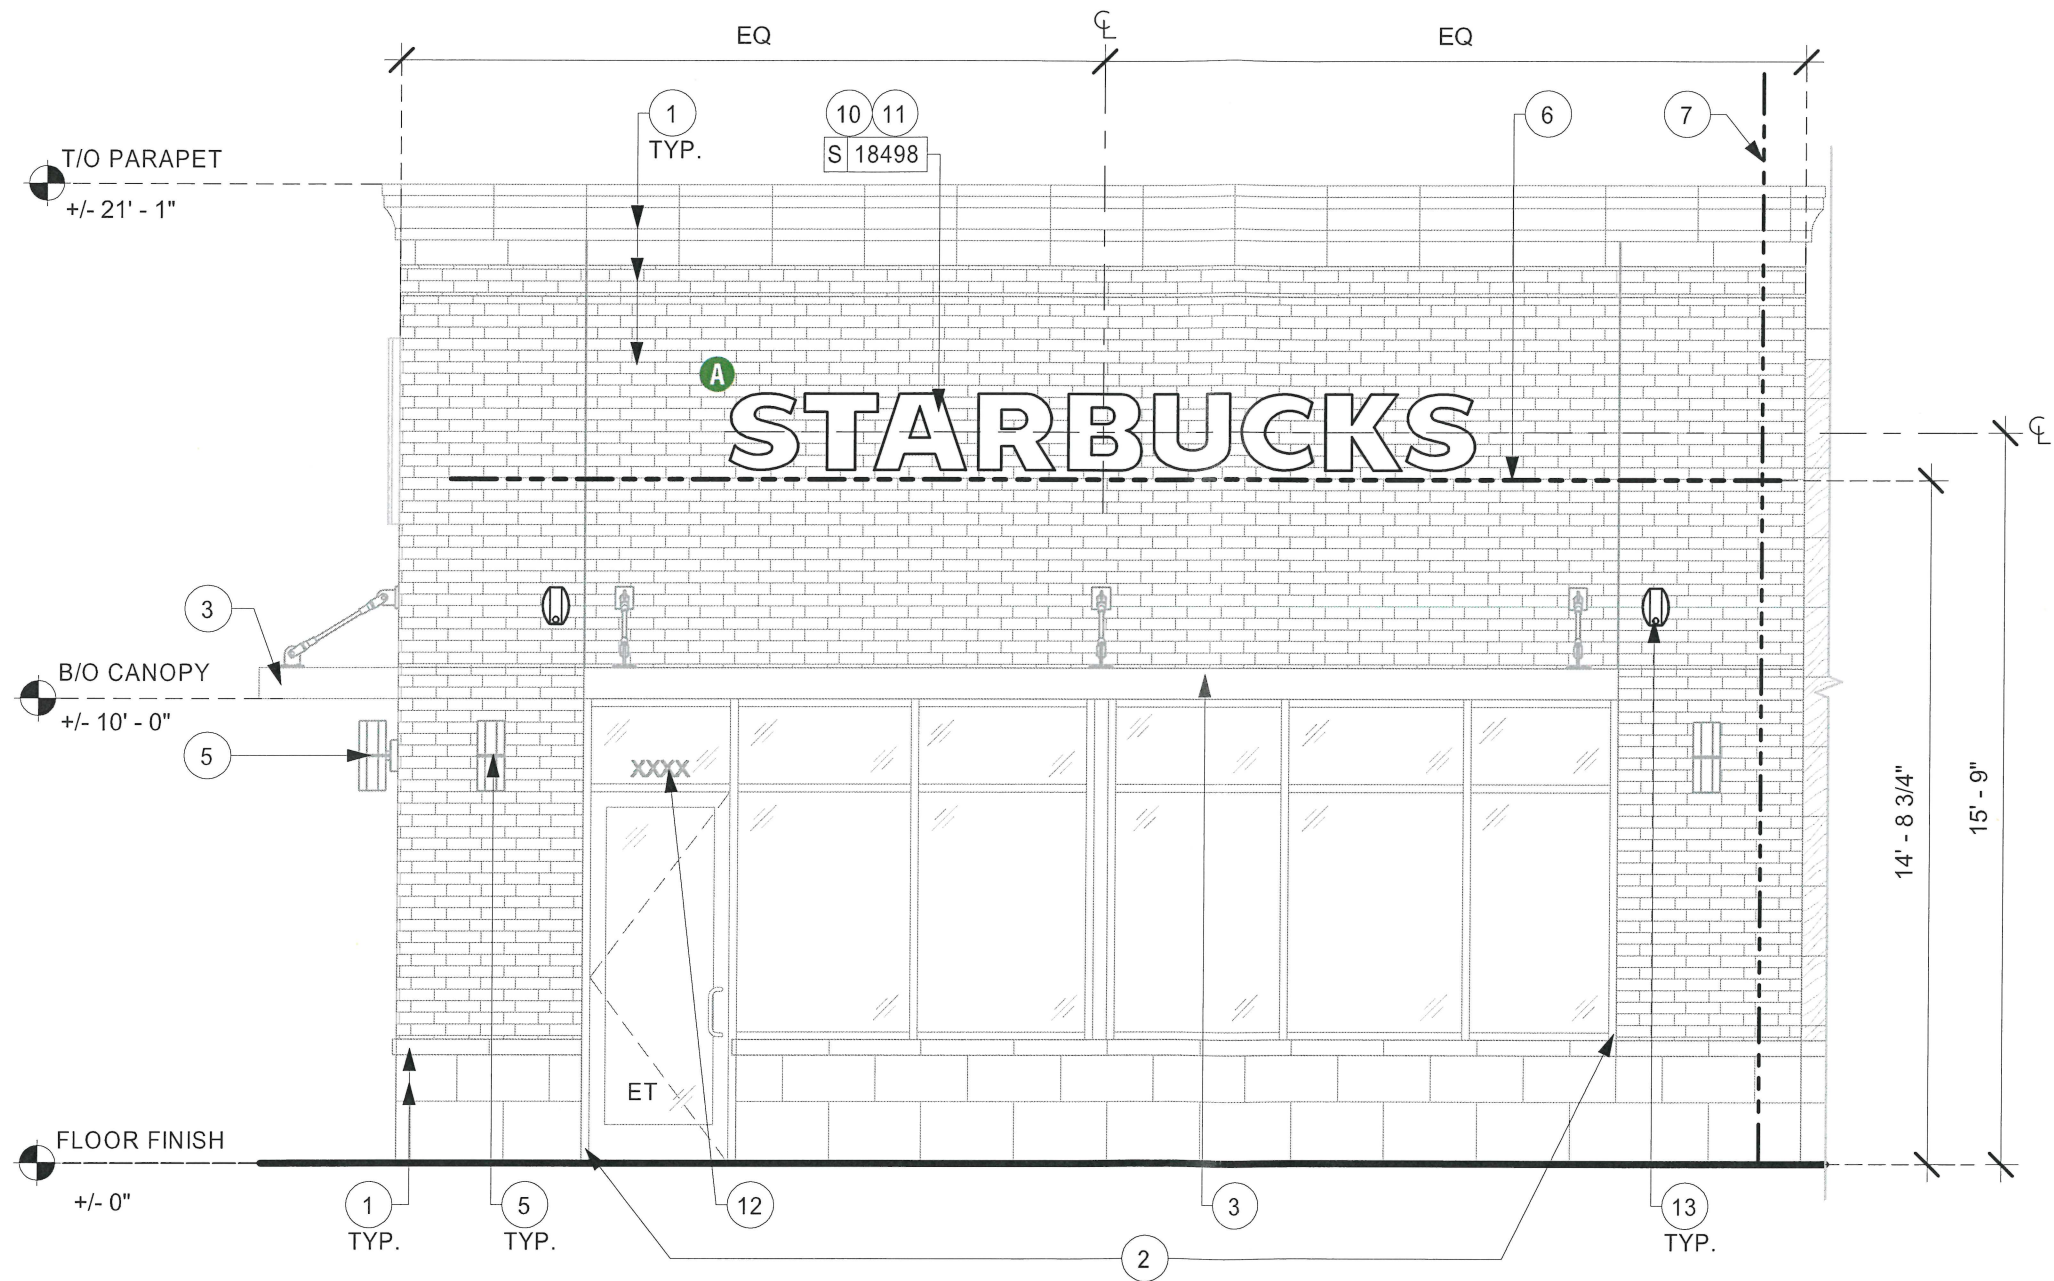 EQ
℄
EQ
1
TYP.
10 11
S 18498
6
7
T/O PARAPET
+/- 21' - 1"
A
STARBUCKS
℄
3
B/O CANOPY
+/- 10' - 0"
5
XXXX
14' - 8 3/4"
15' - 9"
ET
FLOOR FINISH
+/- 0"
1
TYP.
5
TYP.
12
3
13
TYP.
2